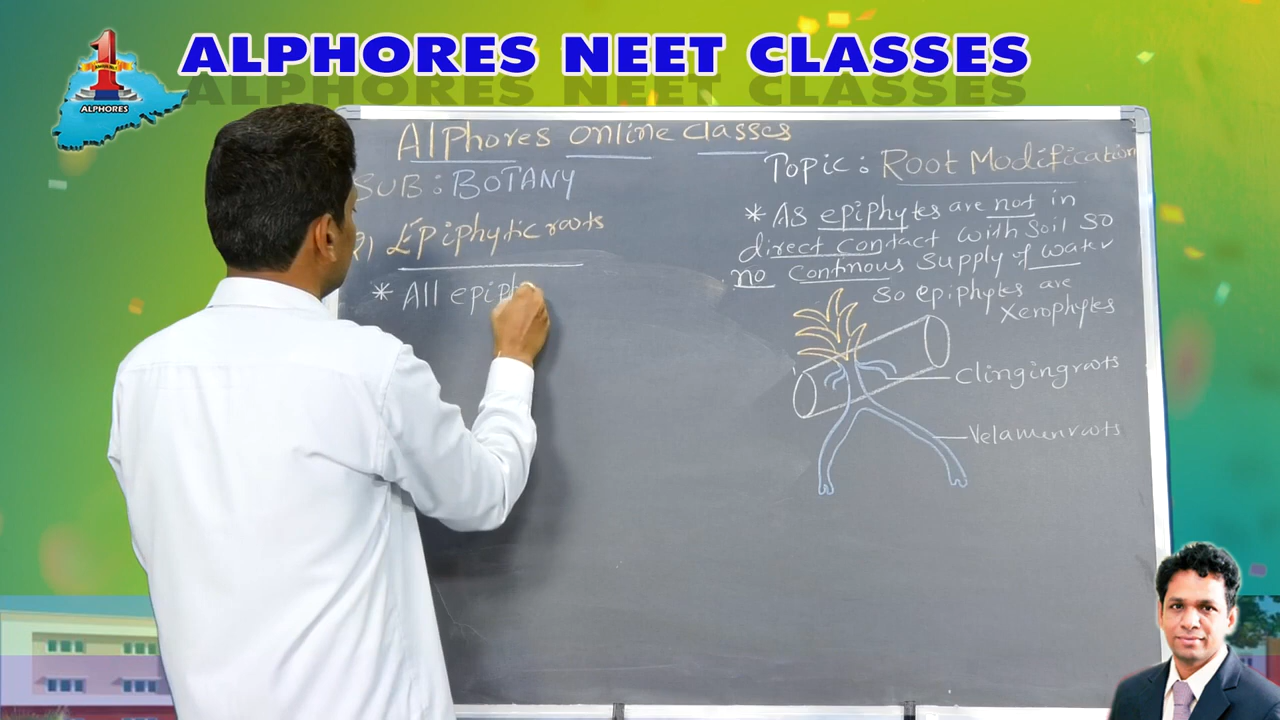 ALPHORES NEET CLASSES
1
ALPHORES
Alphores online classes
SUB: BOTANY
Topic: Root Modification
2) Epiphytic roots
* All epiph
* As epiphytes are not in
direct contact with soil so
no continous supply of water
so epiphytes are
Xerophytes
Clinging roots
Velamen roots